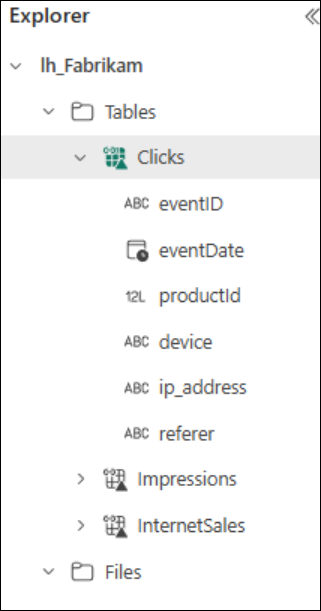 Explorer
lh_Fabrikam
Tables
Clicks
ABC eventID
eventDate
12L productId
ABC device
ABC ip_address
ABC referer
Impressions
InternetSales
Files